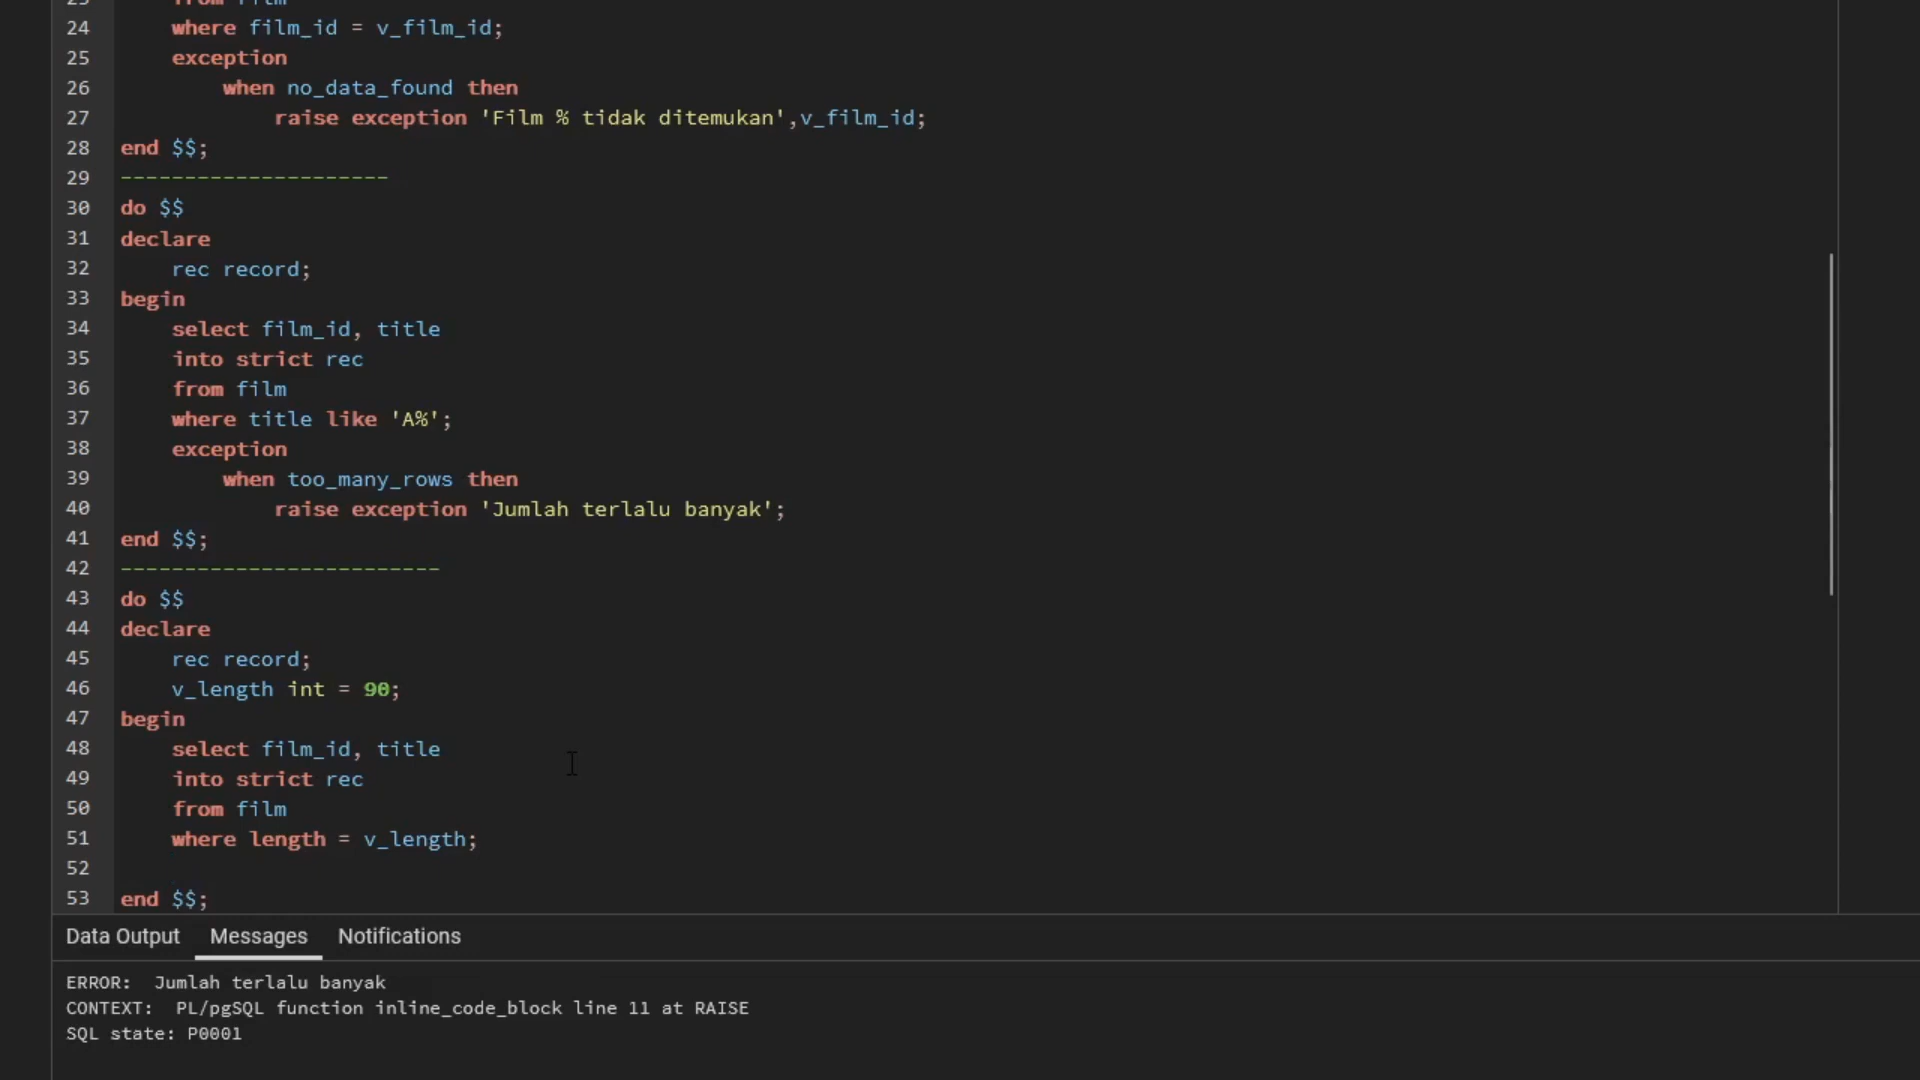 23 from film
24 where film_id = v_film_id;
25 exception
26 when no_data_found then
27 raise exception 'Film % tidak ditemukan',v_film_id;
28 end $$;
29 ---------------------
30 do $$
31 declare
32 rec record;
33 begin
34 select film_id, title
35 into strict rec
36 from film
37 where title like 'A%';
38 exception
39 when too_many_rows then
40 raise exception 'Jumlah terlalu banyak';
41 end $$;
42 -------------------------
43 do $$
44 declare
45 rec record;
46 v_length int = 90;
47 begin
48 select film_id, title
49 into strict rec
50 from film
51 where length = v_length;
52
53 end $$;
Data Output Messages Notifications
ERROR: Jumlah terlalu banyak
CONTEXT: PL/pgSQL function inline_code_block line 11 at RAISE
SQL state: P0001